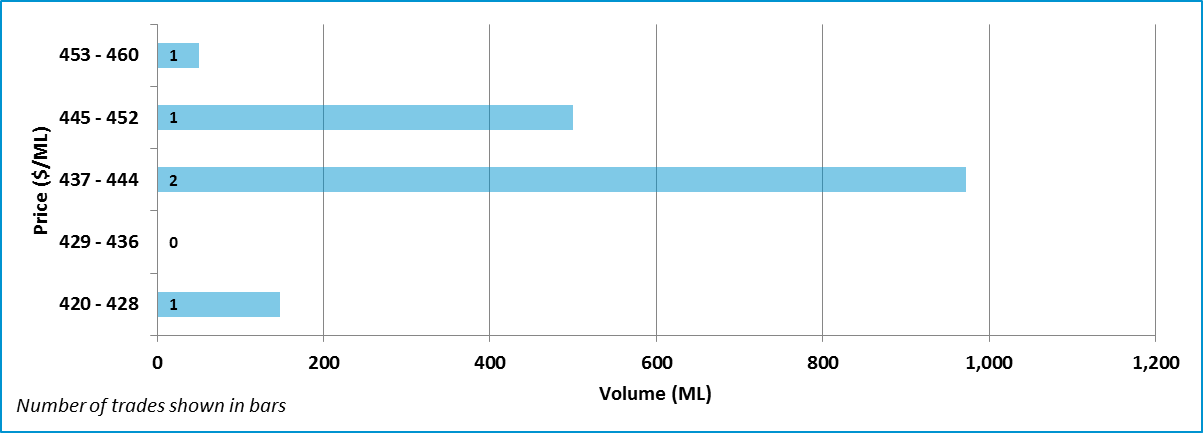 Price ($/ML)
453 - 460
1
445 - 452
1
437 - 444
2
429 - 436
0
420 - 428
1
0 200 400 600 800 1,000 1,200
Volume (ML)
Number of trades shown in bars